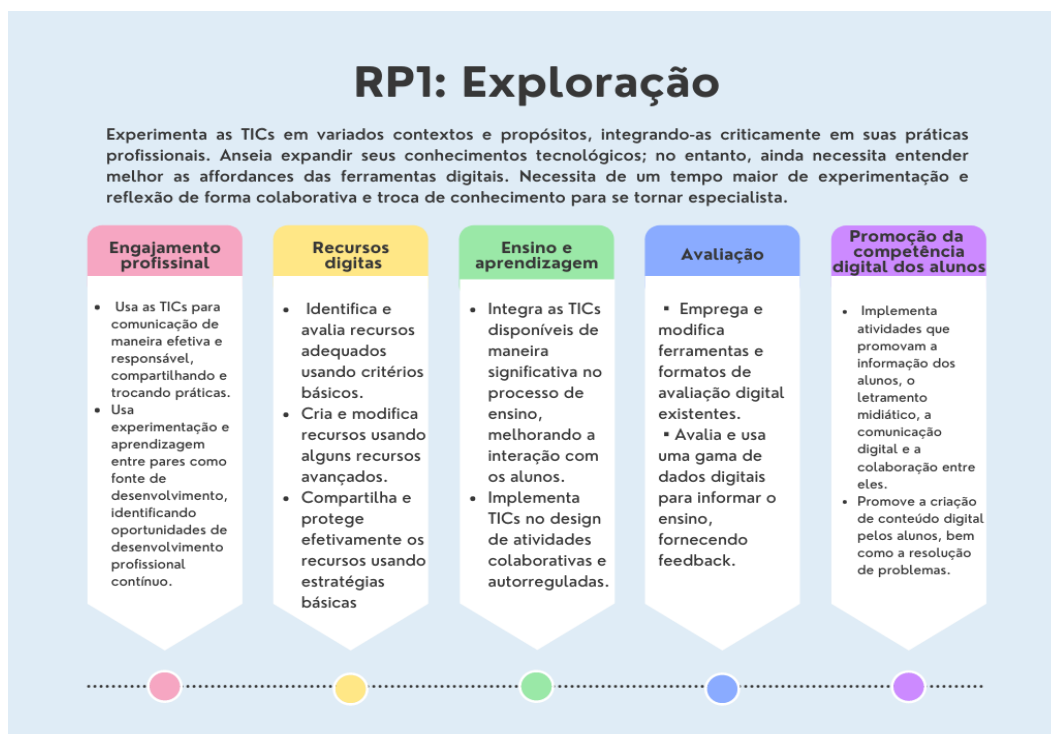 RP1: Exploração
Experimenta as TICs em variados contextos e propósitos, integrando-as criticamente em suas práticas
profissionais. Anseia expandir seus conhecimentos tecnológicos; no entanto, ainda necessita entender
melhor as affordances das ferramentas digitais. Necessita de um tempo maior de experimentação e
reflexão de forma colaborativa e troca de conhecimento para se tornar especialista.
Engajamento
profissinal
• Usa as TICs para
comunicação de
maneira efetiva e
responsável,
compartilhando e
trocando práticas.
• Usa
experimentação e
aprendizagem
entre pares como
fonte de
desenvolvimento,
identificando
oportunidades de
desenvolvimento
profissional
contínuo.
Recursos
digitas
• Identifica e
avalia recursos
adequados
usando critérios
básicos.
• Cria e modifica
recursos usando
alguns recursos
avançados.
• Compartilha e
protege
efetivamente os
recursos usando
estratégias
básicas
Ensino e
aprendizagem
• Integra as TICs
disponíveis de
maneira
significativa no
processo de
ensino,
melhorando a
interação com
os alunos.
• Implementa
TICs no design
de atividades
colaborativas e
autorreguladas.
Avaliação
▪ Emprega e
modifica
ferramentas e
formatos de
avaliação digital
existentes.
▪ Avalia e usa
uma gama de
dados digitais
para informar o
ensino,
fornecendo
feedback.
Promoção da
competência
digital dos alunos
• Implementa
atividades que
promovam a
informação dos
alunos, o
letramento
midiático, a
comunicação
digital e a
colaboração entre
eles.
• Promove a criação
de conteúdo digital
pelos alunos, bem
como a resolução
de problemas.